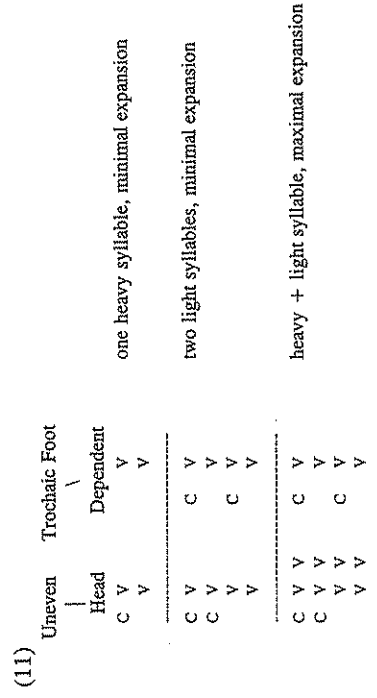 (11)
Uneven Trochaic Foot
Head Dependent
C V V one heavy syllable, minimal expansion
V V
C V C V two light syllables, minimal expansion
C V V
V C V
V V
C V V C V heavy + light syllable, maximal expansion
C V V V
V V C V
V V V